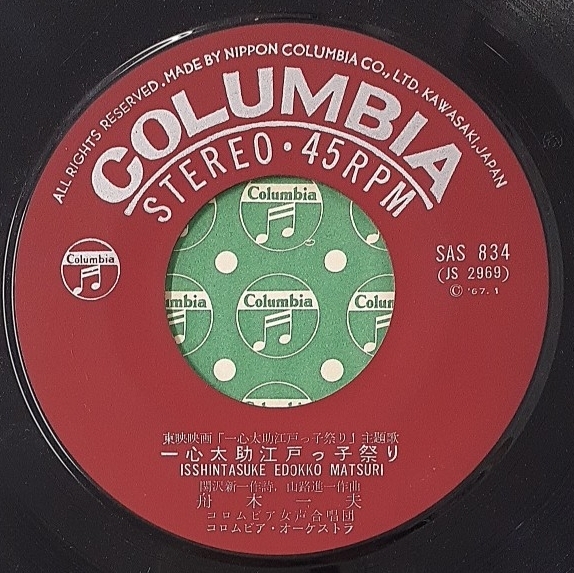 ALL RIGHTS RESERVED. MADE BY NIPPON COLUMBIA CO., LTD. KAWASAKI, JAPAN
COLUMBIA
STEREO・45RPM
Columbia
Columbia
Columbia
umbia
Columbia
Colum
Columbia
SAS 834
(JS 2969)
© '67.1
東映映画『一心太助江戸っ子祭り』主題歌
一心太助江戸っ子祭り
ISSHINTASUKE EDOKKO MATSURI
関沢新一作詩、山路進一作曲
舟木一夫
コロムビア女声合唱団
コロムビア・オーケストラ